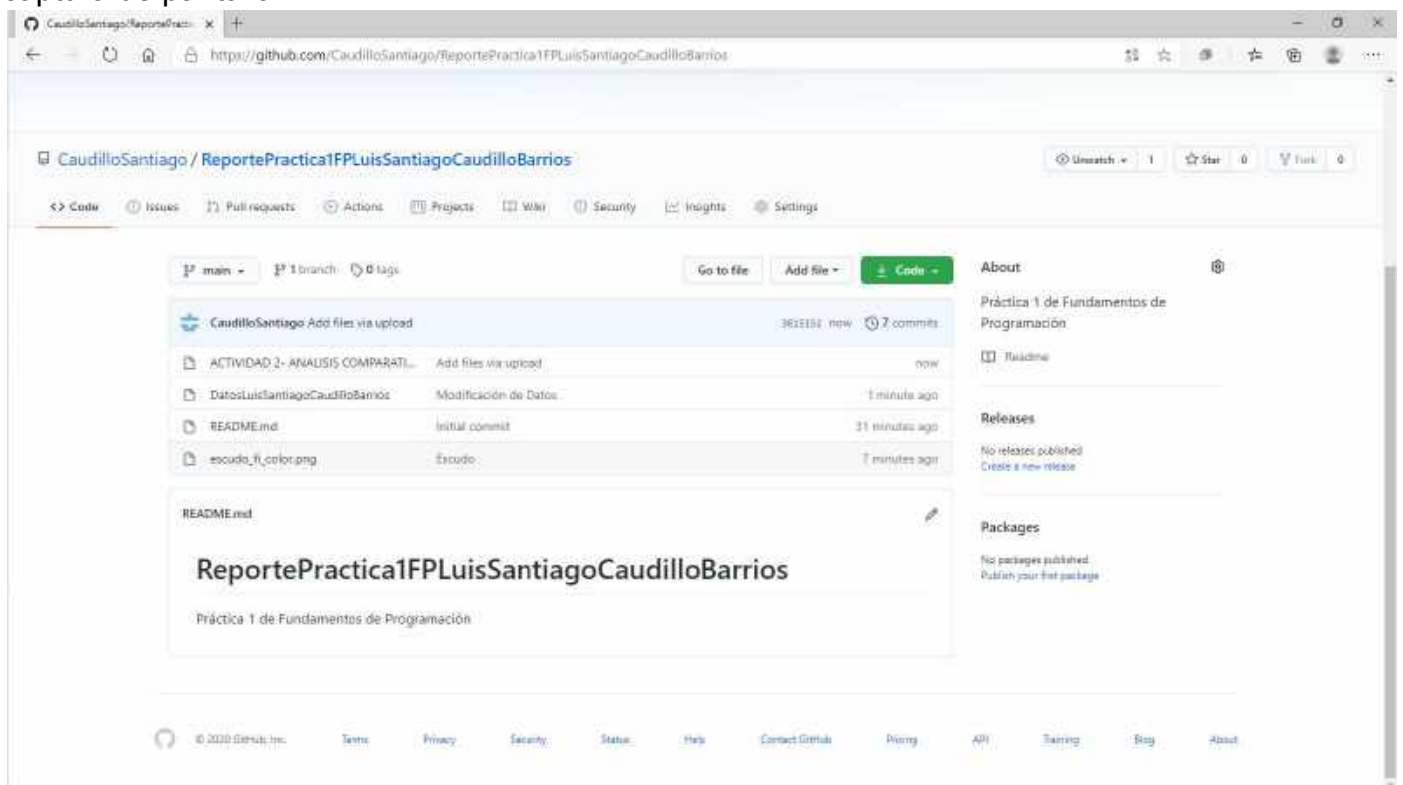 CaudilloSantiago/ReportePracti
https://github.com/CaudilloSantiago/ReportePractica1FPLuisSantiagoCaudilloBarrios
CaudilloSantiago / ReportePractica1FPLuisSantiagoCaudilloBarrios
Unwatch 1 Star 0 Fork 0
<> Code Issues Pull requests Actions Projects Wiki Security Insights Settings
main 1 branch 0 tags Go to file Add file Code
CaudilloSantiago Add files via upload now 7 commits
ACTIVIDAD 2- ANALISIS COMPARATI... Add files via upload now
DatosLuisSantiagoCaudilloBarrios Modificación de Datos 1 minute ago
README.md Initial commit 31 minutes ago
escudo_fi_color.png Escudo 7 minutes ago
README.md
ReportePractica1FPLuisSantiagoCaudilloBarrios
Práctica 1 de Fundamentos de Programación
About
Práctica 1 de Fundamentos de
Programación
Readme
Releases
No releases published
Create a new release
Packages
No packages published
Publish your first package
© 2020 GitHub, Inc. Terms Privacy Security Status Help Contact GitHub Pricing API Training Blog About